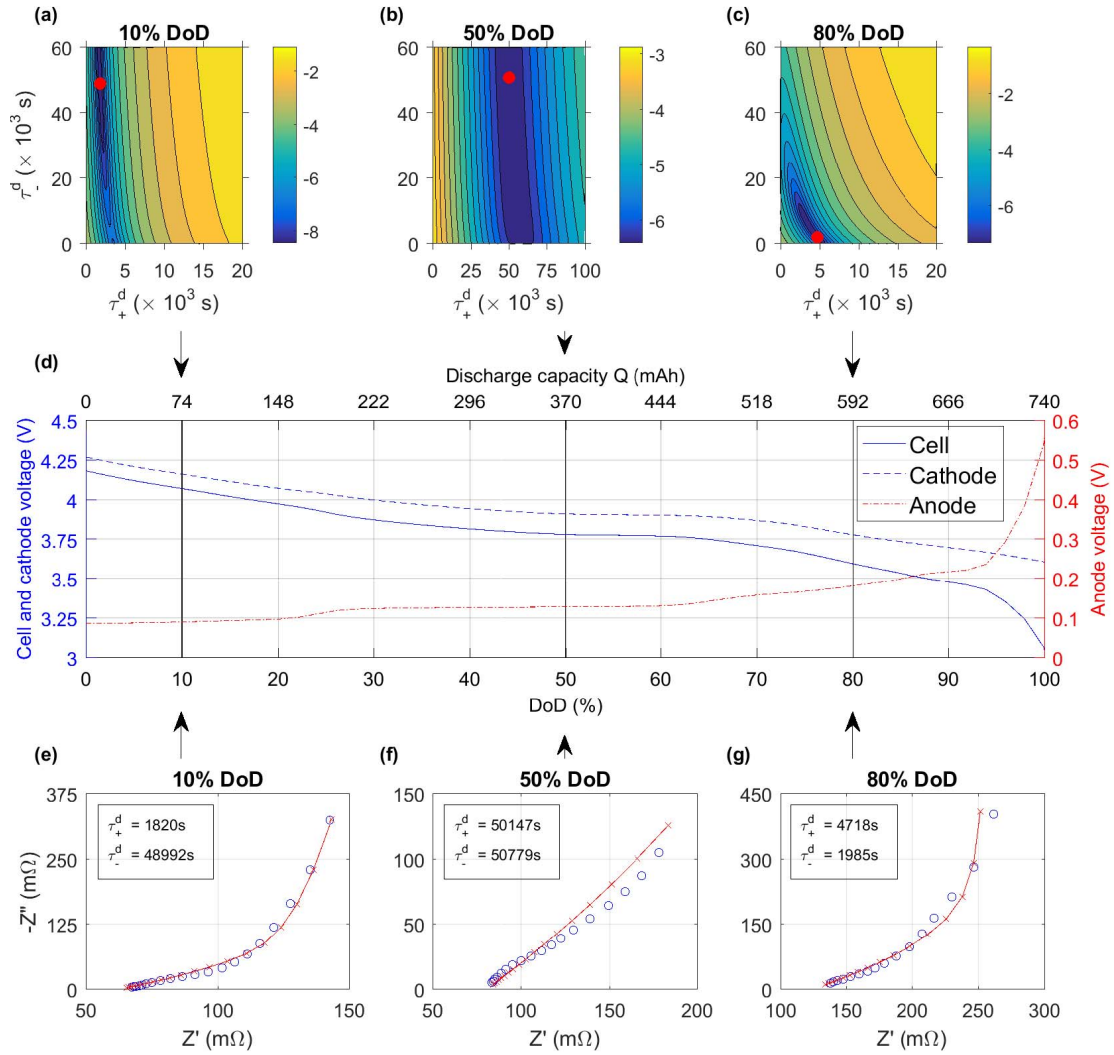 (a)
10% DoD
60
40
20
0
τ₋ᵈ (× 10³ s)
0 5 10 15 20
τ₊ᵈ (× 10³ s)
-2
-4
-6
-8
(b)
50% DoD
60
40
20
0
0 25 50 75 100
τ₊ᵈ (× 10³ s)
-3
-4
-5
-6
(c)
80% DoD
60
40
20
0
0 5 10 15 20
τ₊ᵈ (× 10³ s)
-2
-4
-6
(d)
Discharge capacity Q (mAh)
0 74 148 222 296 370 444 518 592 666 740
Cell and cathode voltage (V)
4.5
4.25
4
3.75
3.5
3.25
3
Cell
Cathode
Anode
0.6
0.5
0.4
0.3
0.2
0.1
0
Anode voltage (V)
0 10 20 30 40 50 60 70 80 90 100
DoD (%)
(e)
10% DoD
-Z'' (mΩ)
375
250
125
0
τ₊ᵈ = 1820s
τ₋ᵈ = 48992s
50 100 150
Z' (mΩ)
(f)
50% DoD
150
100
50
0
τ₊ᵈ = 50147s
τ₋ᵈ = 50779s
50 100 150 200
Z' (mΩ)
(g)
80% DoD
450
300
150
0
τ₊ᵈ = 4718s
τ₋ᵈ = 1985s
100 150 200 250 300
Z' (mΩ)